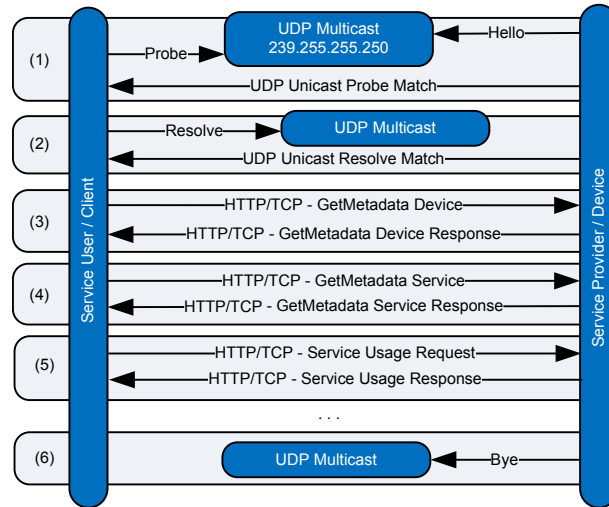 UDP Multicast
239.255.255.250
Hello
(1)
Probe
UDP Unicast Probe Match
Resolve
UDP Multicast
(2)
UDP Unicast Resolve Match
HTTP/TCP - GetMetadata Device
(3)
HTTP/TCP - GetMetadata Device Response
HTTP/TCP - GetMetadata Service
(4)
HTTP/TCP - GetMetadata Service Response
HTTP/TCP - Service Usage Request
(5)
HTTP/TCP - Service Usage Response
. . .
(6)
UDP Multicast
Bye
Service User / Client
Service Provider / Device